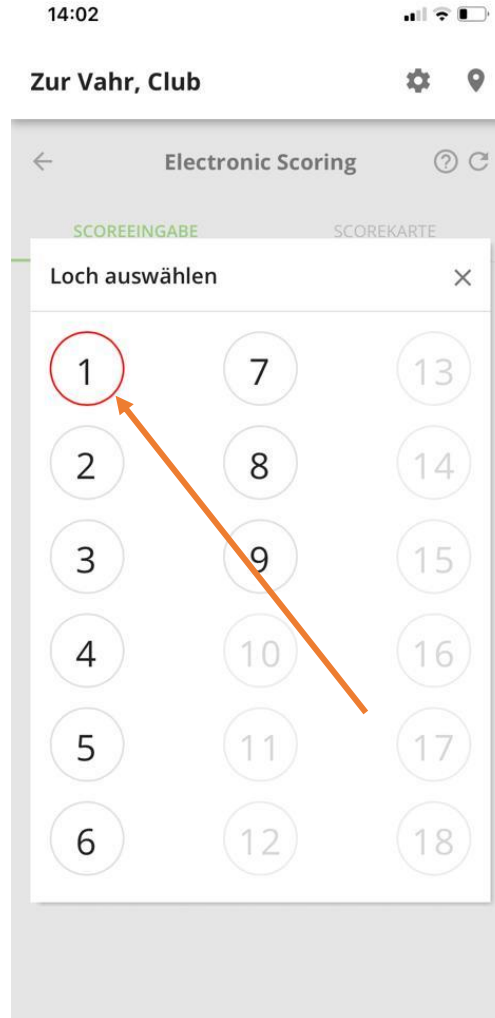 14:02
Zur Vahr, Club
Electronic Scoring
SCOREEINGABE SCOREKARTE
Loch auswählen
1 7 13
2 8 14
3 9 15
4 10 16
5 11 17
6 12 18